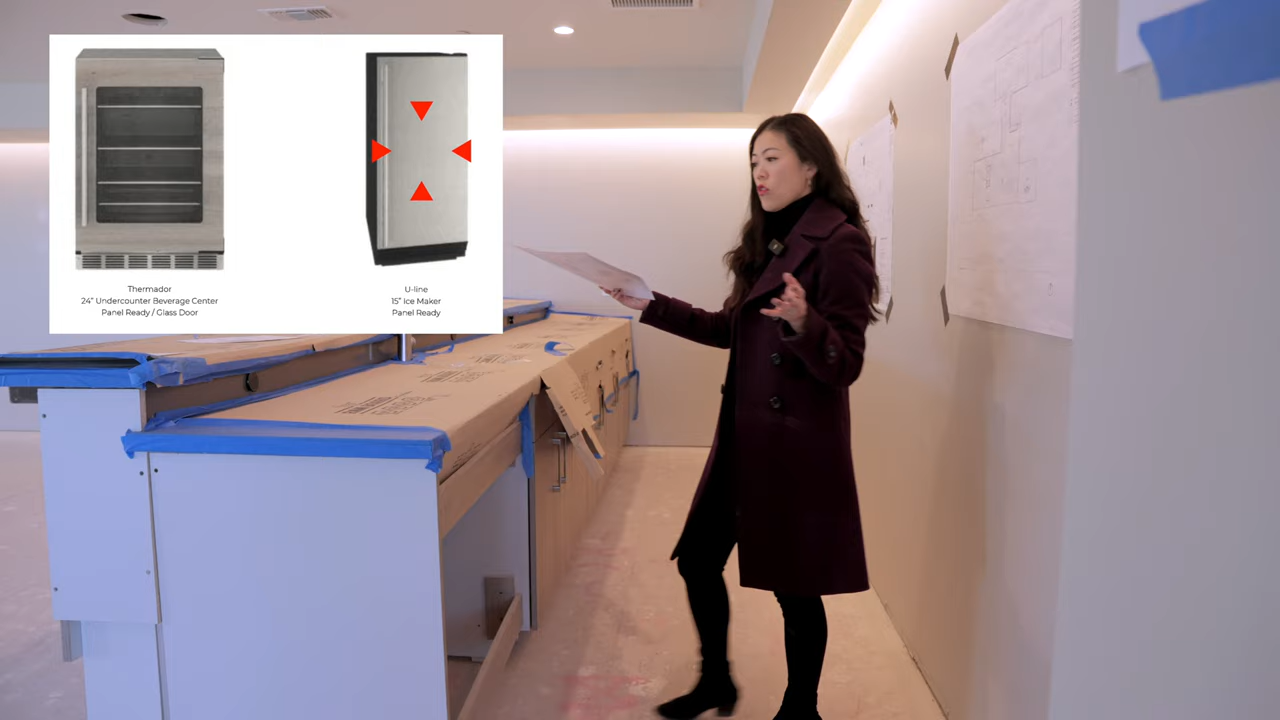 Thermador
24" Undercounter Beverage Center
Panel Ready / Glass Door
U-line
15" Ice Maker
Panel Ready